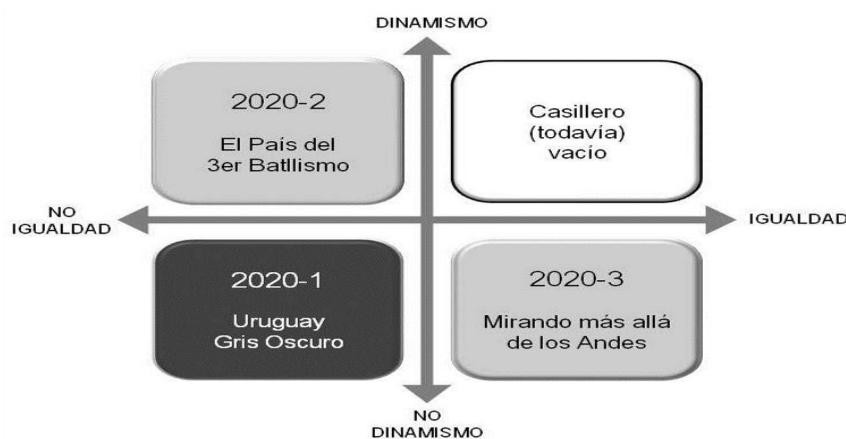 DINAMISMO
2020-2
El País del
3er Batllismo
Casillero
(todavía)
vacío
NO
IGUALDAD
IGUALDAD
2020-1
Uruguay
Gris Oscuro
2020-3
Mirando más allá
de los Andes
NO
DINAMISMO